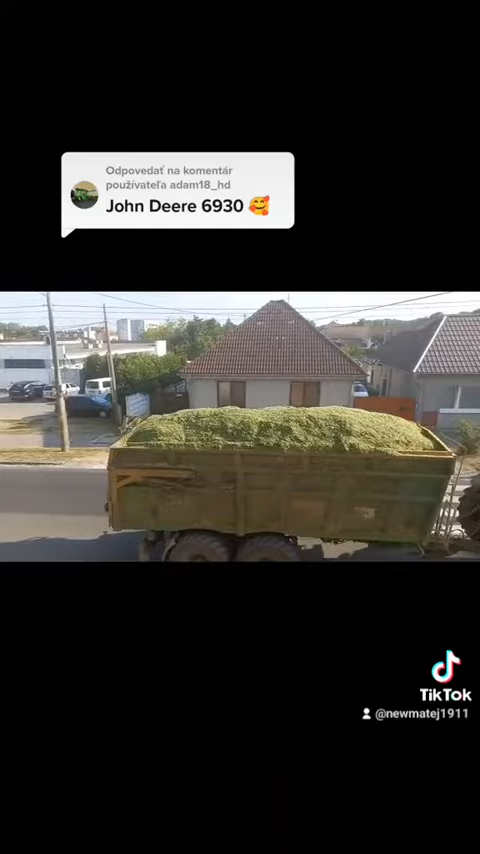 Odpovedať na komentár
používateľa adam18_hd
John Deere 6930 🥰
TikTok
@newmatej1911